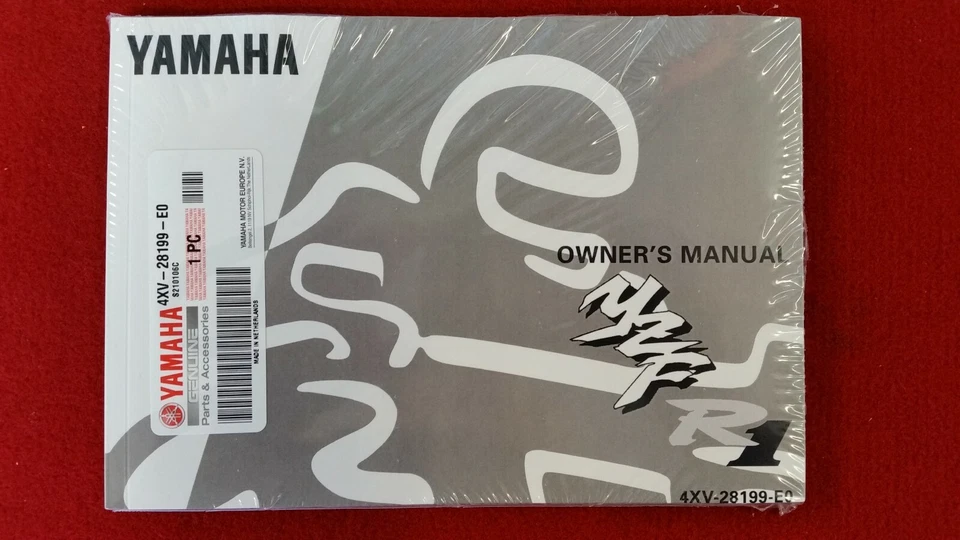 YAMAHA
OWNER'S MANUAL
YZF
R1
4XV-28199-E0
YAMAHA
GENUINE
Parts & Accessories
4XV-28199-E0
S210106C
1 PC
MADE IN NETHERLANDS
YAMAHA MOTOR EUROPE N.V.